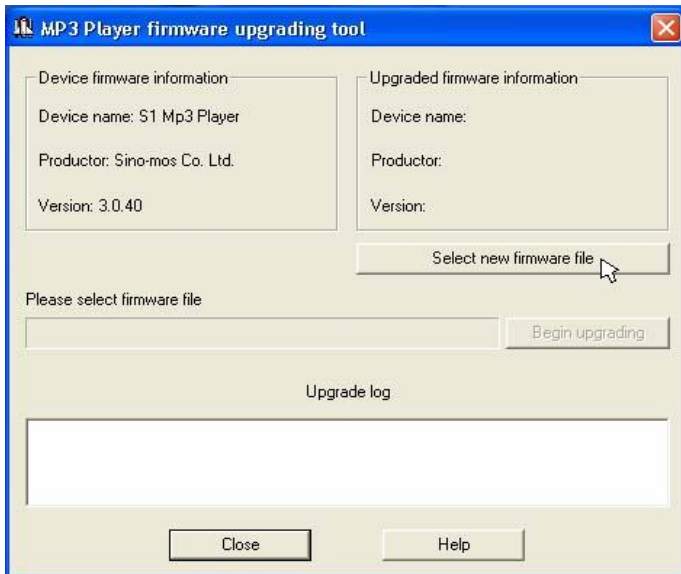 MP3 Player firmware upgrading tool
Device firmware information
Device name: S1 Mp3 Player
Productor: Sino-mos Co. Ltd.
Version: 3.0.40
Upgraded firmware information
Device name:
Productor:
Version:
Select new firmware file
Please select firmware file
Begin upgrading
Upgrade log
Close
Help